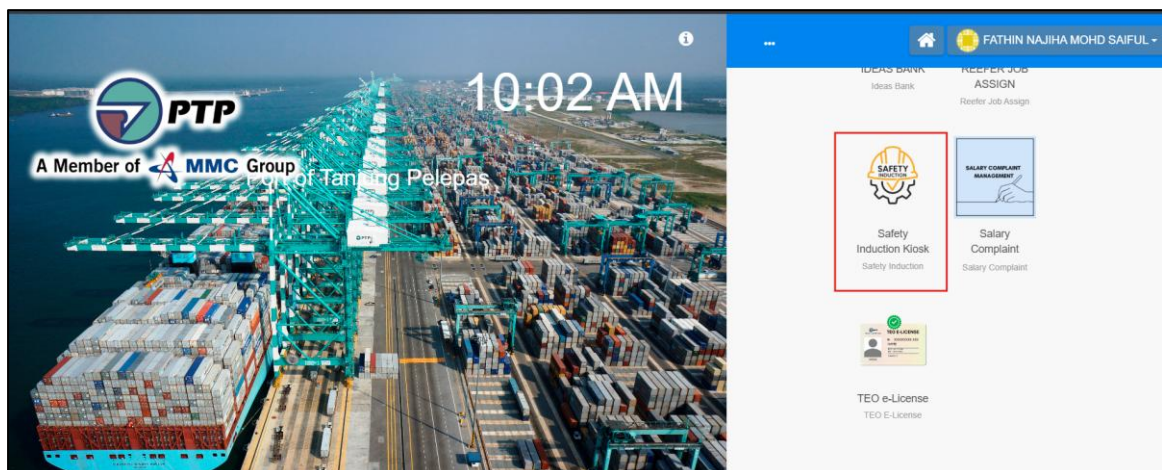 10:02 AM
PTP
A Member of MMC Group
Port of Tanjung Pelepas
...
FATHIN NAJIHA MOHD SAIFUL
IDEAS BANK
Ideas Bank
REEFER JOB
ASSIGN
Reefer Job Assign
SAFETY
INDUCTION
Safety
Induction Kiosk
Safety Induction
SALARY COMPLAINT
MANAGEMENT
Salary
Complaint
Salary Complaint
TEO E-LICENSE
TEO e-License
TEO E-License